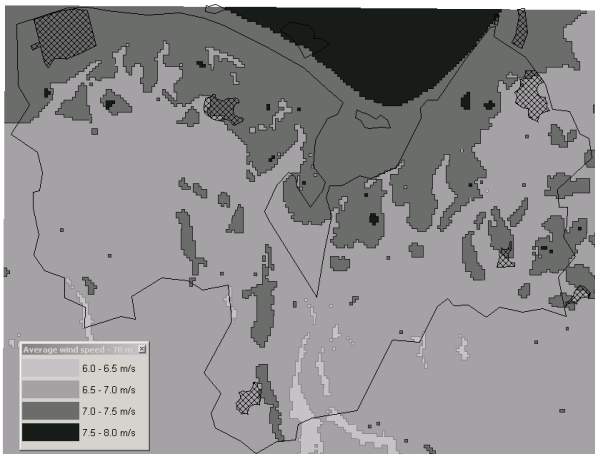 Average wind speed - 70 m
6.0 - 6.5 m/s
6.5 - 7.0 m/s
7.0 - 7.5 m/s
7.5 - 8.0 m/s